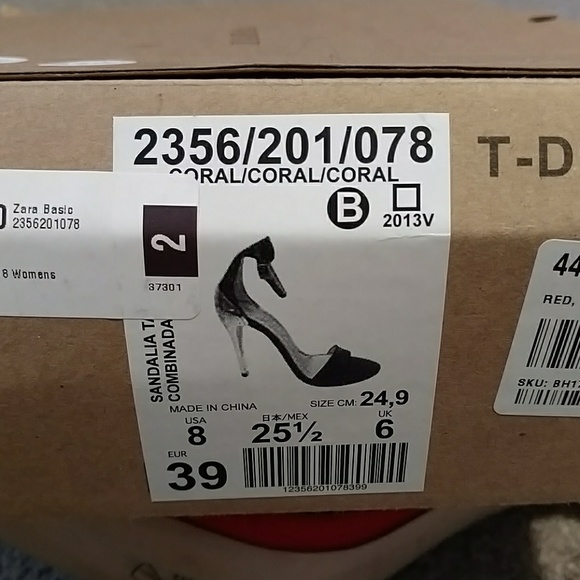 2356/201/078
CORAL/CORAL/CORAL
B
2013V
T-D
Zara Basic
2356201078
8 Womens
2
37301
44
RED,
SKU: BH1
SANDALIA
COMBINADA
MADE IN CHINA
SIZE CM: 24,9
USA
8
日本/MEX
25½
UK
6
EUR
39
12356201078399